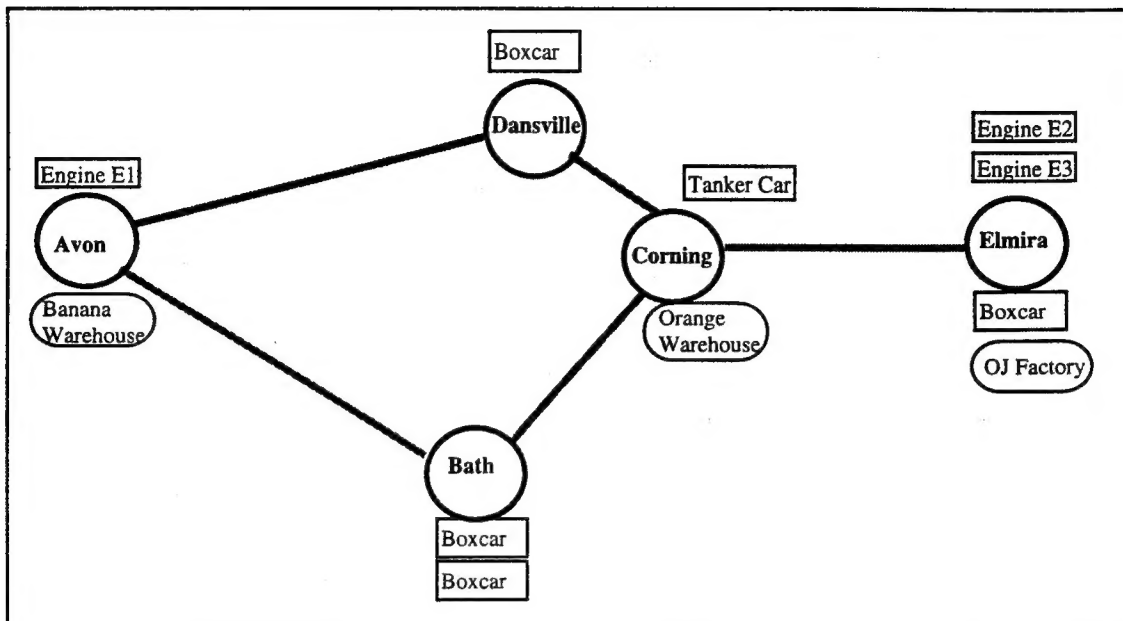 Boxcar
Dansville
Engine E2
Engine E3
Engine E1
Tanker Car
Avon
Corning
Elmira
Banana
Warehouse
Orange
Warehouse
Boxcar
OJ Factory
Bath
Boxcar
Boxcar